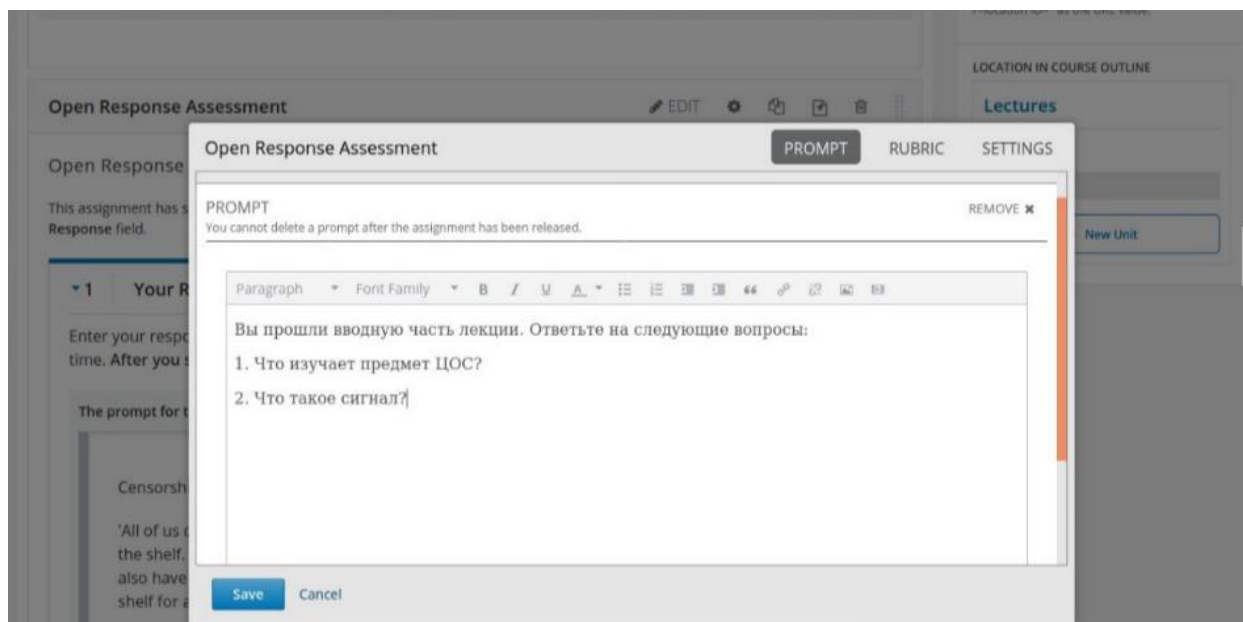 LOCATION IN COURSE OUTLINE
Open Response Assessment
EDIT
Lectures
Open Response
This assignment has
Response field.
1 Your
Enter your
time. After you
The prompt for
Censorsh
'All of us
the shelf.
also have
shelf for
New Unit
Open Response Assessment
PROMPT RUBRIC SETTINGS
PROMPT
REMOVE ✖
You cannot delete a prompt after the assignment has been released.
Paragraph Font Family B I U A
Вы прошли вводную часть лекции. Ответьте на следующие вопросы:
1. Что изучает предмет ЦОС?
2. Что такое сигнал?
Save Cancel